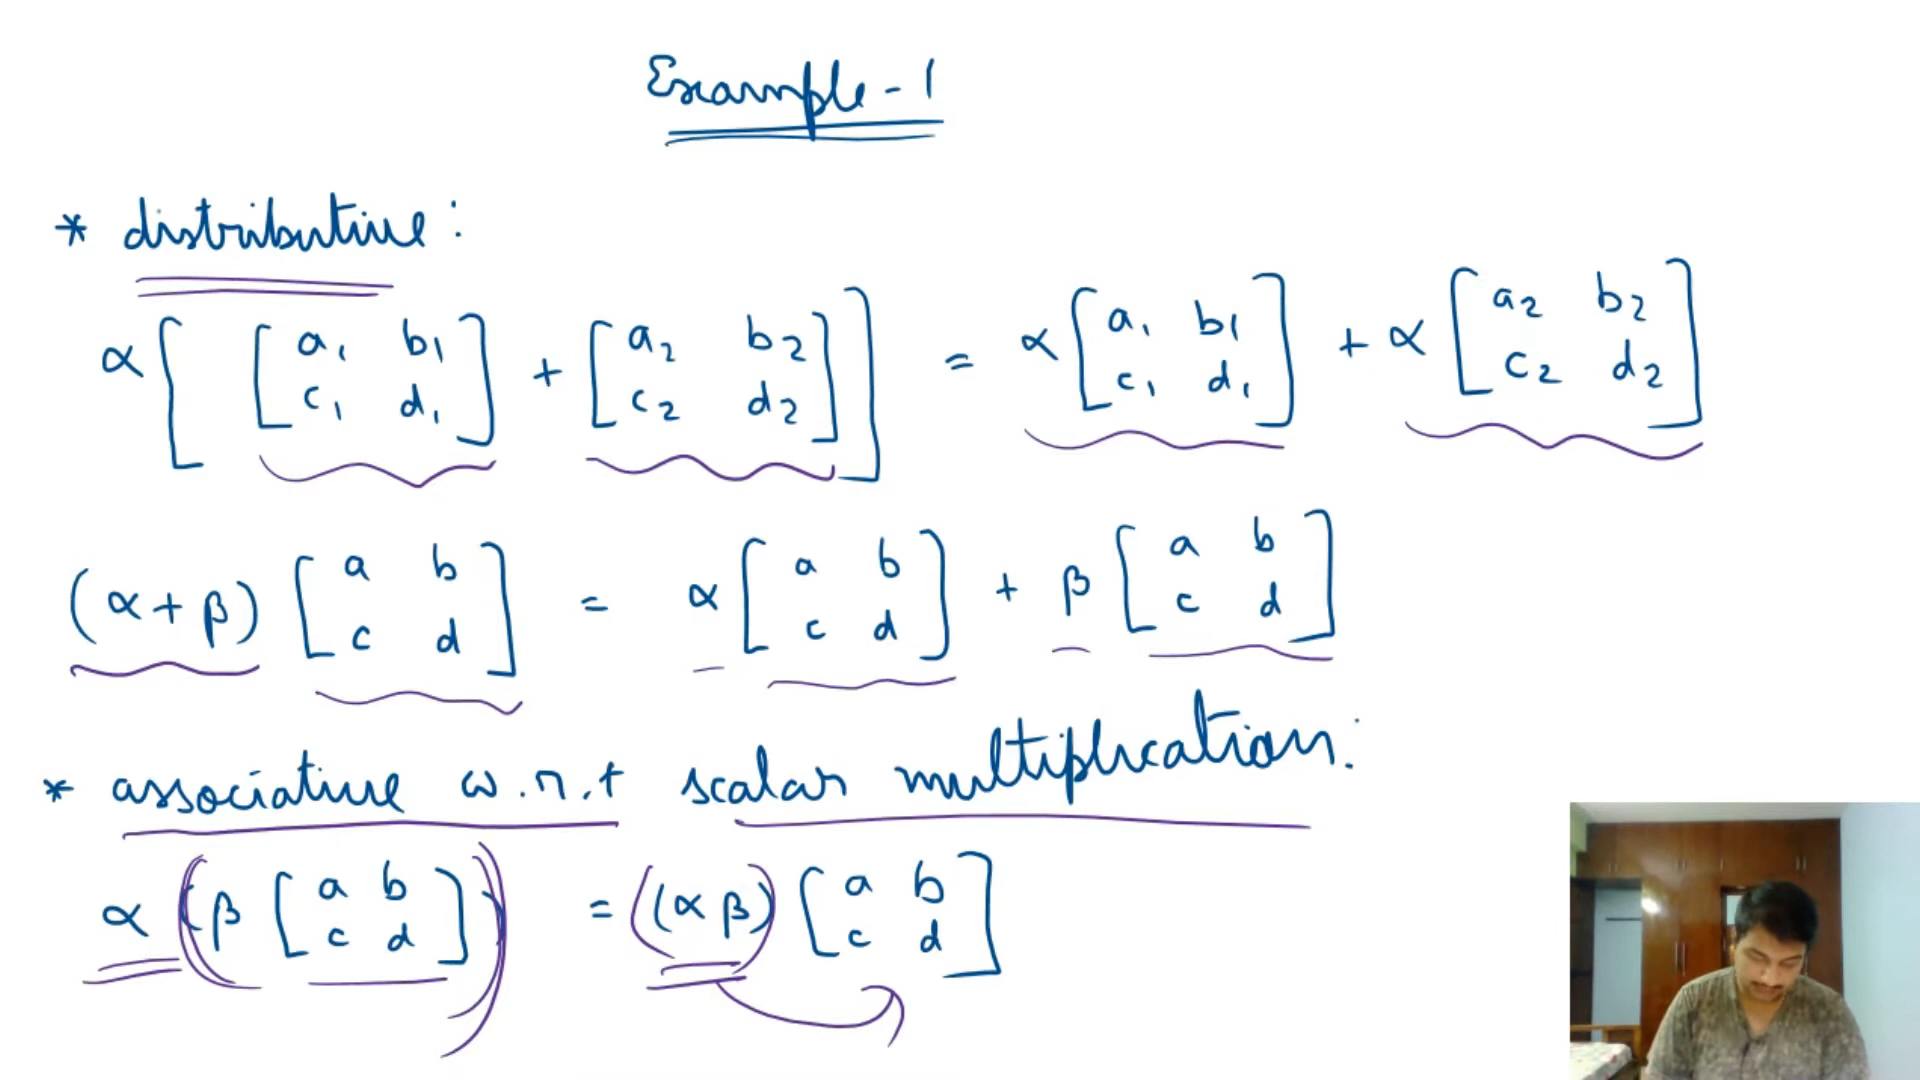 Example - 1
* distributive :
α [ [ a₁ b₁ c₁ d₁ ] + [ a₂ b₂ c₂ d₂ ] ] = α [ a₁ b₁ c₁ d₁ ] + α [ a₂ b₂ c₂ d₂ ]
(α + β) [ a b c d ] = α [ a b c d ] + β [ a b c d ]
* associative w.r.t scalar multiplication :
α (β [ a b c d ]) = (α β) [ a b c d ]